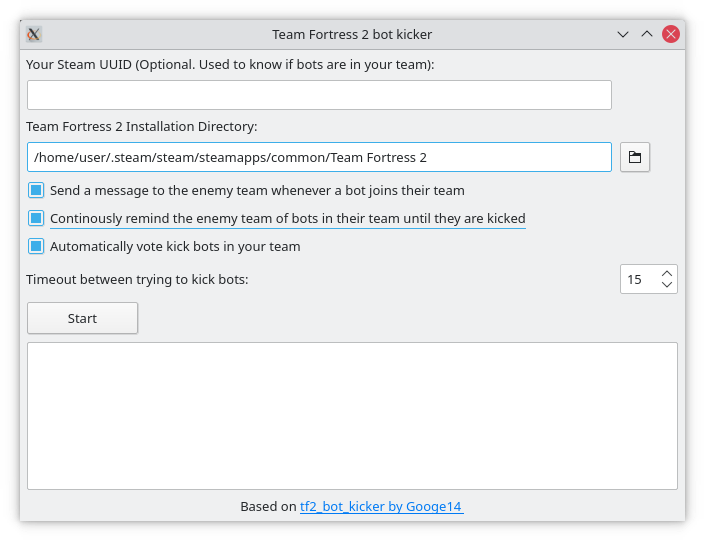 Team Fortress 2 bot kicker
Your Steam UUID (Optional. Used to know if bots are in your team):
Team Fortress 2 Installation Directory:
/home/user/.steam/steam/steamapps/common/Team Fortress 2
Send a message to the enemy team whenever a bot joins their team
Continously remind the enemy team of bots in their team until they are kicked
Automatically vote kick bots in your team
Timeout between trying to kick bots:
15
Start
Based on tf2_bot_kicker by Googe14